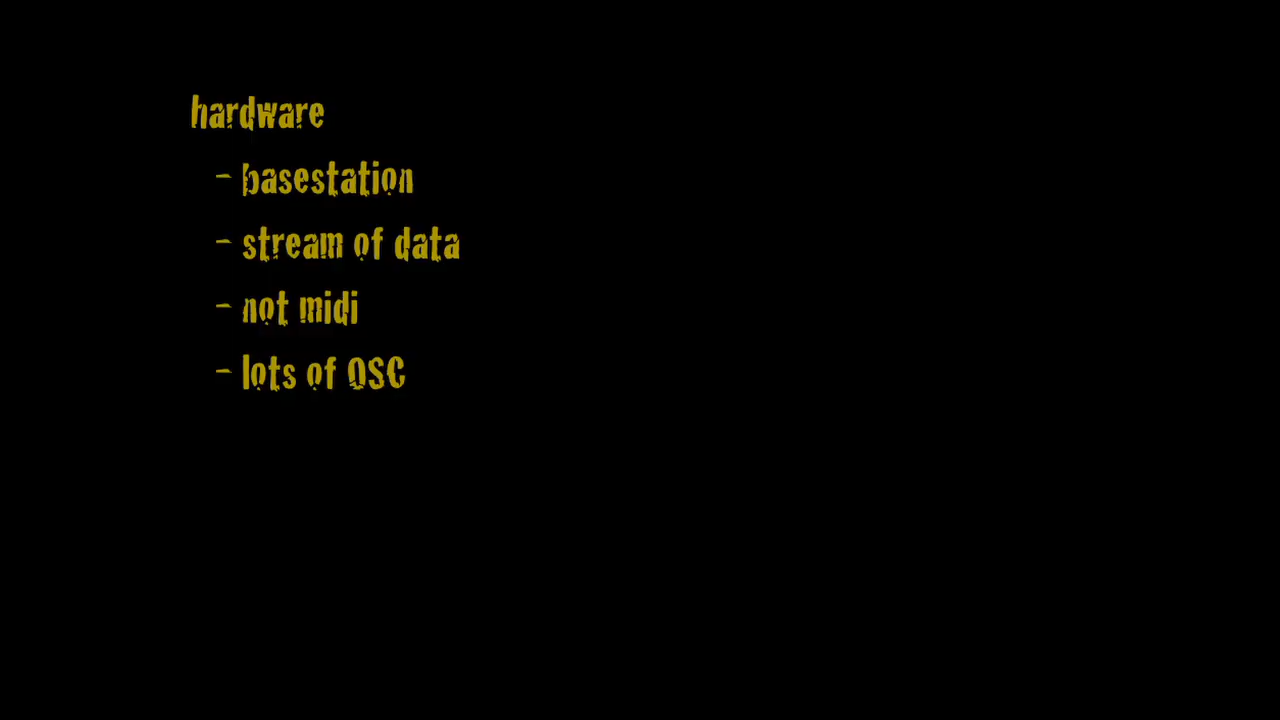 hardware
- basestation
- stream of data
- not midi
- lots of OSC